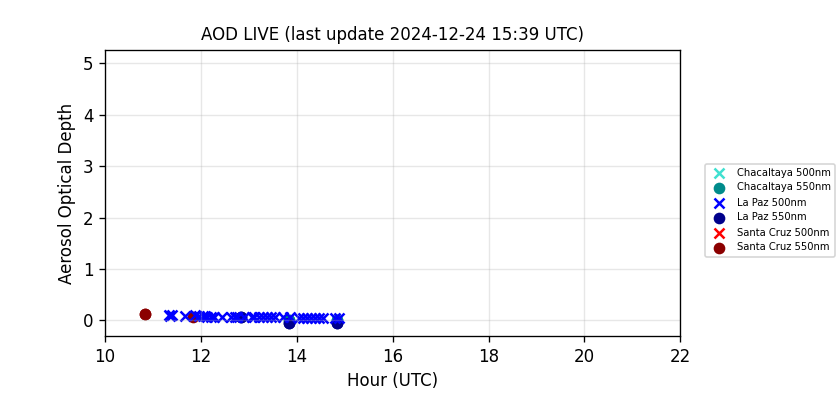 AOD LIVE (last update 2024-12-24 15:39 UTC)
5
4
3
2
1
0
Aerosol Optical Depth
10 12 14 16 18 20 22
Hour (UTC)
Chacaltaya 500nm
Chacaltaya 550nm
La Paz 500nm
La Paz 550nm
Santa Cruz 500nm
Santa Cruz 550nm